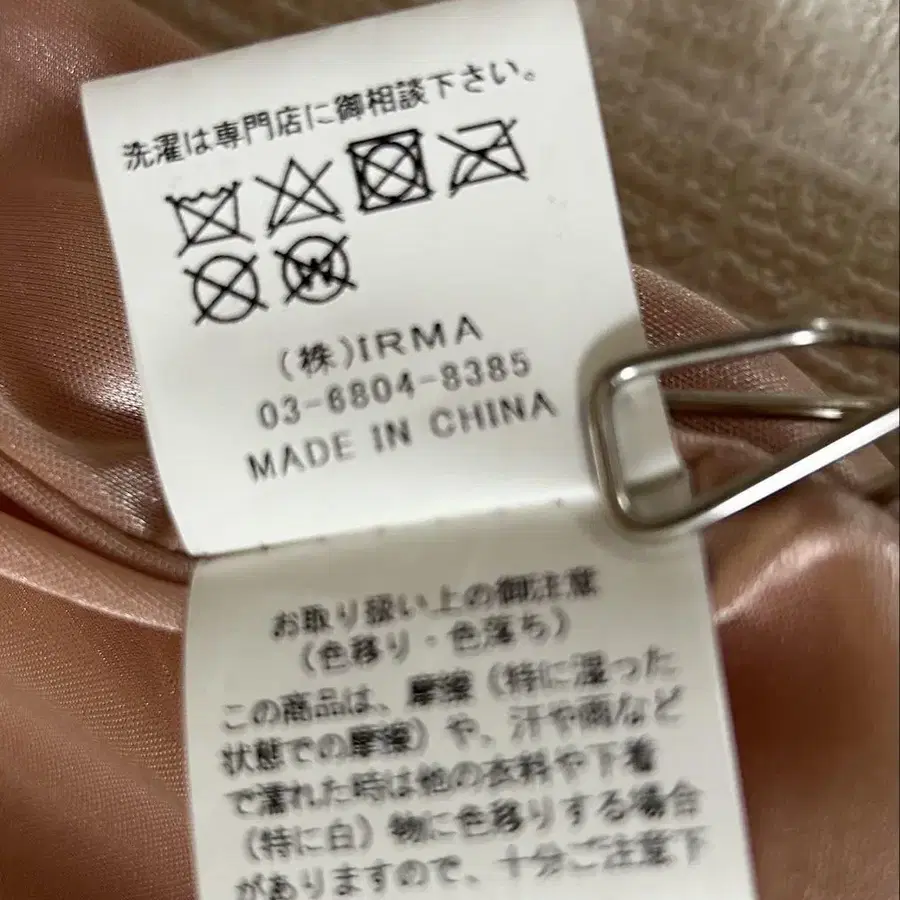 洗濯は専門店に御相談下さい。
W
(株)IRMA
03-6804-8385
MADE IN CHINA
お取り扱い上の御注意
(色移り・色落ち)
この商品は、摩擦(特に湿った
状態での摩擦)や、汗や雨など
で濡れた時は他の衣料や下着
(特に白)物に色移りする場合
がありますので、十分ご注意下